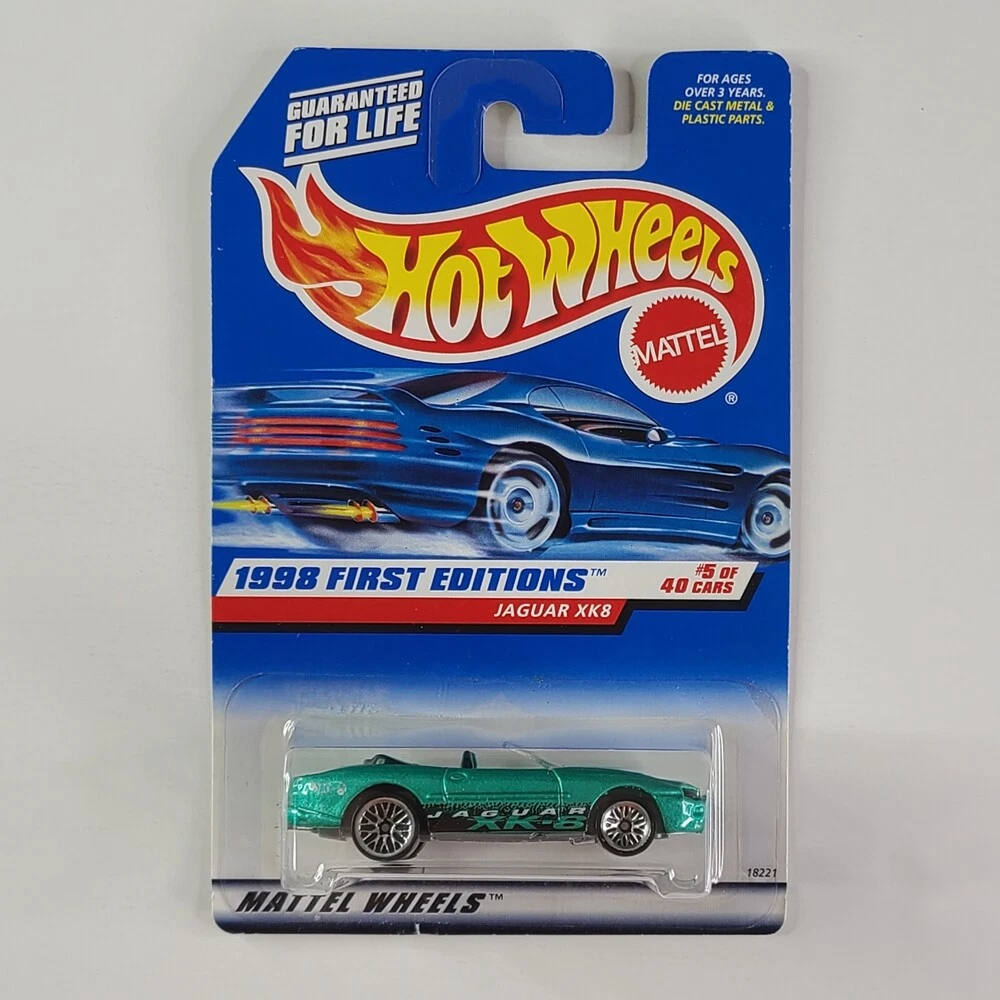 GUARANTEED
FOR LIFE
FOR AGES
OVER 3 YEARS.
DIE CAST METAL &
PLASTIC PARTS.
HOT WHEELS
MATTEL
®
1998 FIRST EDITIONS™
#5 OF
40 CARS
JAGUAR XK8
JAGUAR
XK-8
18221
MATTEL WHEELS™